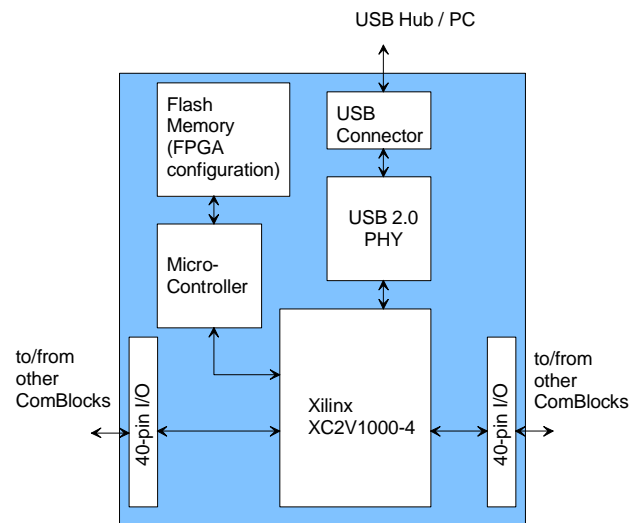 USB Hub / PC
Flash
Memory
(FPGA
configuration)
USB
Connector
USB 2.0
PHY
Micro-
Controller
to/from
other
ComBlocks
40-pin I/O
Xilinx
XC2V1000-4
40-pin I/O
to/from
other
ComBlocks